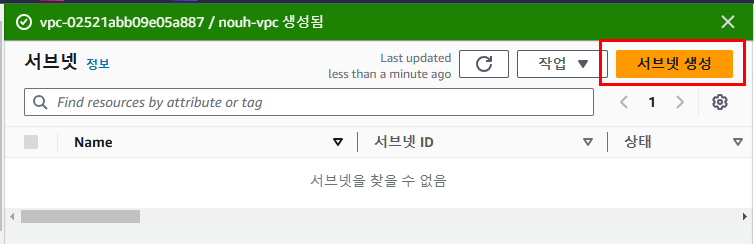 vpc-02521abb09e05a887 / nouh-vpc 생성됨
서브넷 정보
Last updated
less than a minute ago
작업
서브넷 생성
Find resources by attribute or tag
1
Name 서브넷 ID 상태
서브넷을 찾을 수 없음